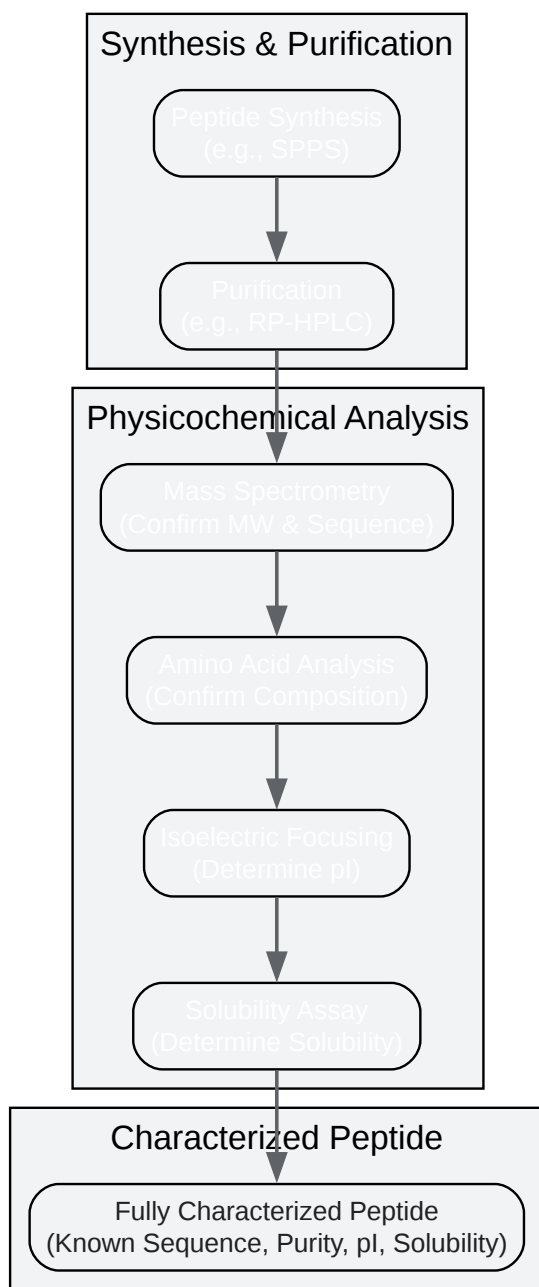 Synthesis & Purification
Peptide Synthesis
(e.g., SPPS)
Purification
(e.g., RP-HPLC)
Physicochemical Analysis
Mass Spectrometry
(Confirm MW & Sequence)
Amino Acid Analysis
(Confirm Composition)
Isoelectric Focusing
(Determine pI)
Solubility Assay
(Determine Solubility)
Characterized Peptide
Fully Characterized Peptide
(Known Sequence, Purity, pI, Solubility)